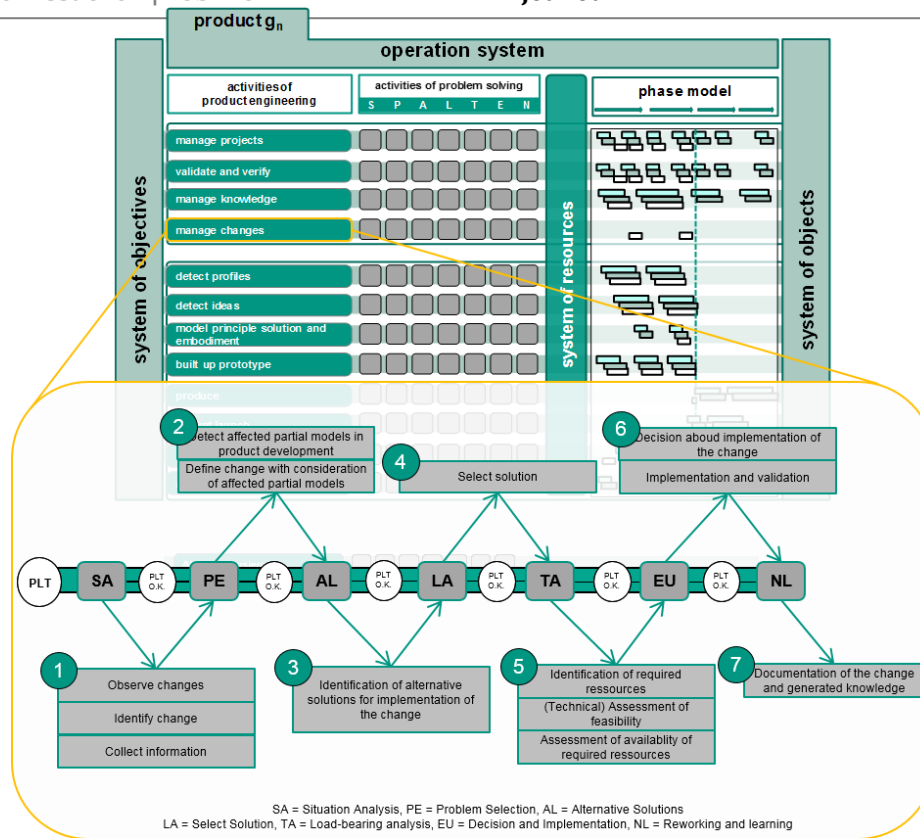 product gn
operation system
system of objectives
activities of
product engineering
activities of problem solving
S P A L T E N
system of resources
phase model
system of objects
manage projects
validate and verify
manage knowledge
manage changes
detect profiles
detect ideas
model principle solution and
embodiment
built up prototype
produce
2
Detect affected partial models in
product development
Define change with consideration
of affected partial models
4
Select solution
6
Decision aboud implementation of
the change
Implementation and validation
PLT
SA
PLT
O.K.
PE
PLT
O.K.
AL
PLT
O.K.
LA
PLT
O.K.
TA
PLT
O.K.
EU
PLT
O.K.
NL
1
Observe changes
Identify change
Collect information
3
Identification of alternative
solutions for implementation of
the change
5
Identification of required
ressources
(Technical) Assessment of
feasibility
Assessment of availablity of
required ressources
7
Documentation of the change
and generated knowledge
SA = Situation Analysis, PE = Problem Selection, AL = Alternative Solutions
LA = Select Solution, TA = Load-bearing analysis, EU = Decision and Implementation, NL = Reworking and learning